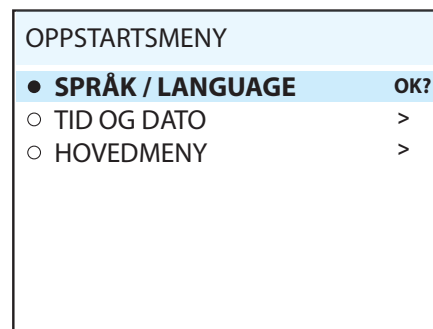 OPPSTARTSMENY
● SPRÅK / LANGUAGE OK?
○ TID OG DATO >
○ HOVEDMENY >